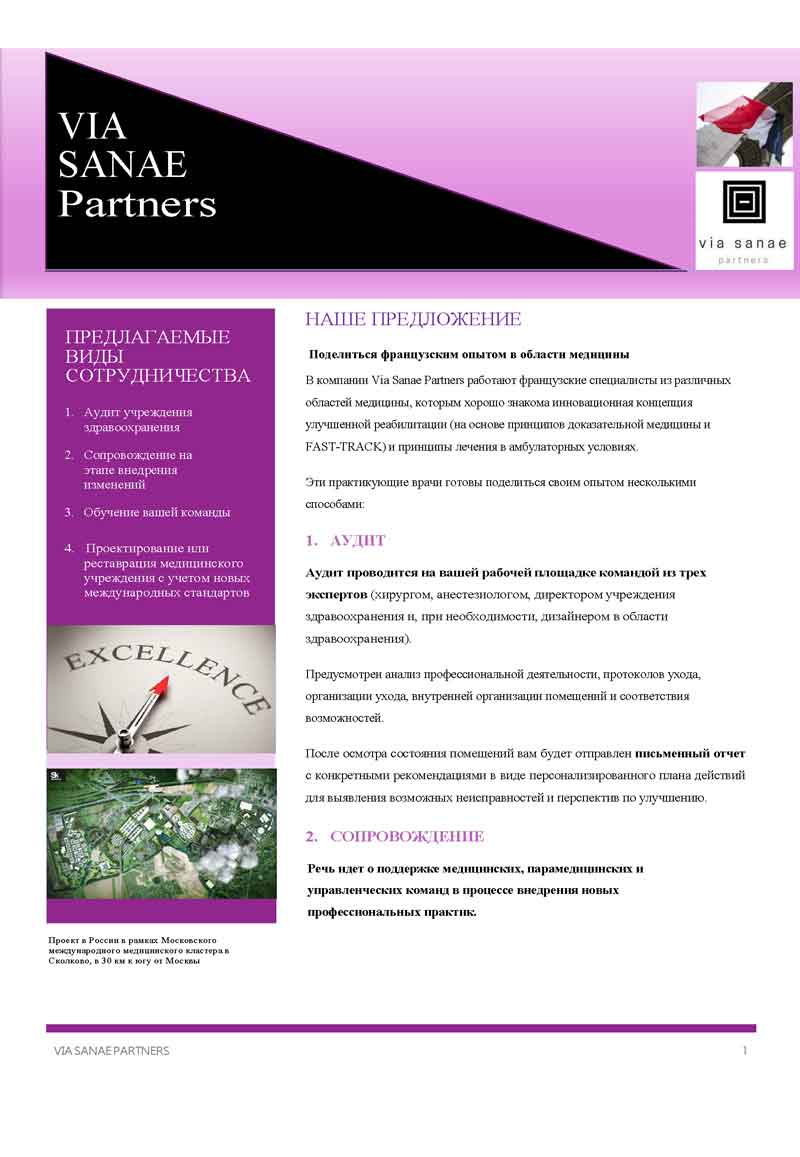 VIA
SANAE
Partners
via sanae
partners
ПРЕДЛАГАЕМЫЕ
ВИДЫ
СОТРУДНИЧЕСТВА
1. Аудит учреждения
здравоохранения
2. Сопровождение на
этапе внедрения
изменений
3. Обучение вашей команды
4. Проектирование или
реставрация медицинского
учреждения с учетом новых
международных стандартов
EXCELLENCE
Sk
Проект в России в рамках Московского
международного медицинского кластера в
Сколково, в 30 км к югу от Москвы
НАШЕ ПРЕДЛОЖЕНИЕ
Поделиться французским опытом в области медицины
В компании Via Sanae Partners работают французские специалисты из различных
областей медицины, которым хорошо знакома инновационная концепция
улучшенной реабилитации (на основе принципов доказательной медицины и
FAST-TRACK) и принципы лечения в амбулаторных условиях.
Эти практикующие врачи готовы поделиться своим опытом несколькими
способами:
1. АУДИТ
Аудит проводится на вашей рабочей площадке командой из трех
экспертов (хирургом, анестезиологом, директором учреждения
здравоохранения и, при необходимости, дизайнером в области
здравоохранения).
Предусмотрен анализ профессиональной деятельности, протоколов ухода,
организации ухода, внутренней организации помещений и соответствия
возможностей.
После осмотра состояния помещений вам будет отправлен письменный отчет
с конкретными рекомендациями в виде персонализированного плана действий
для выявления возможных неисправностей и перспектив по улучшению.
2. СОПРОВОЖДЕНИЕ
Речь идет о поддержке медицинских, парамедицинских и
управленческих команд в процессе внедрения новых
профессиональных практик.
VIA SANAE PARTNERS 1